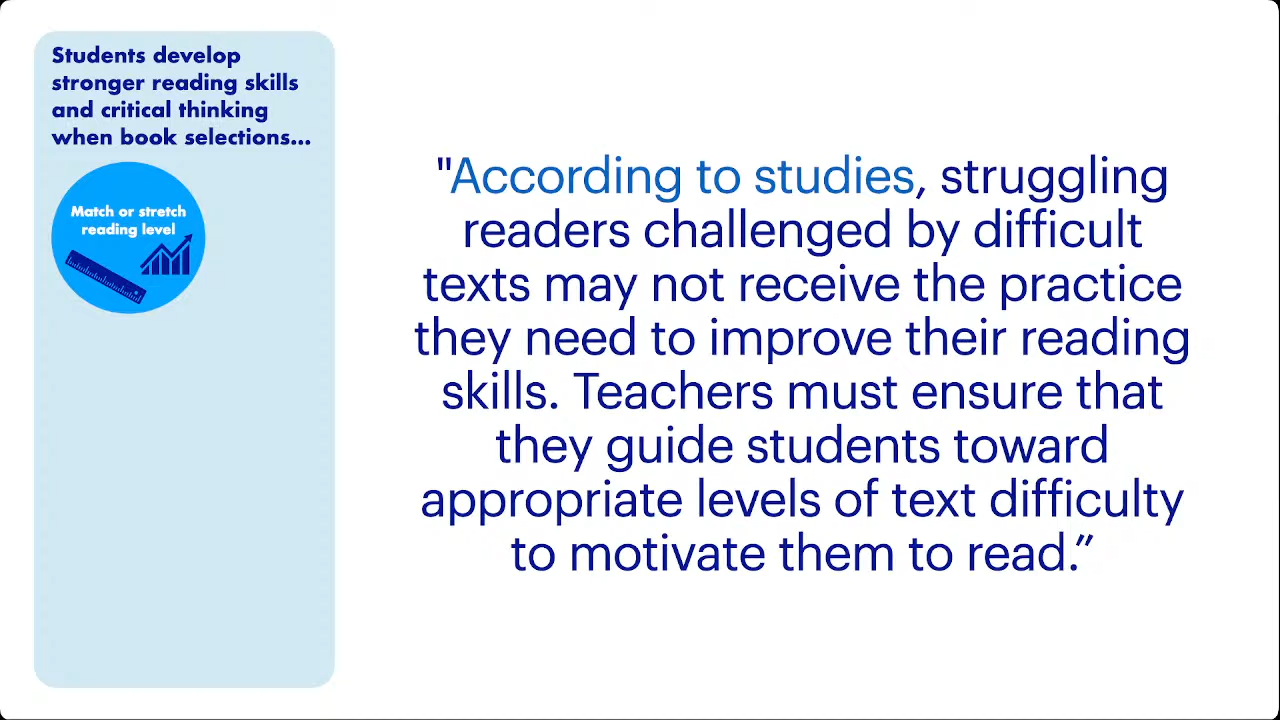 Students develop
stronger reading skills
and critical thinking
when book selections...
Match or stretch
reading level
"According to studies, struggling
readers challenged by difficult
texts may not receive the practice
they need to improve their reading
skills. Teachers must ensure that
they guide students toward
appropriate levels of text difficulty
to motivate them to read.”